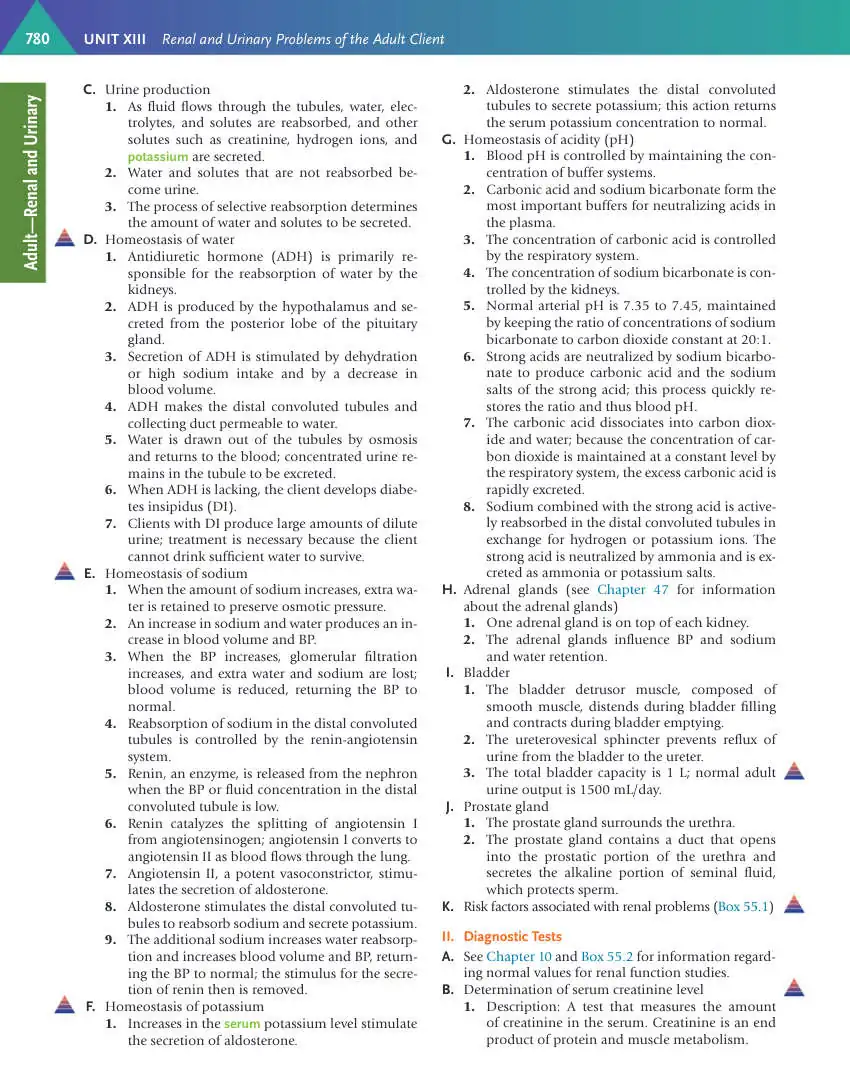 780 UNIT XIII Renal and Urinary Problems of the Adult Client
Adult—Renal and Urinary
C. Urine production
1. As fluid flows through the tubules, water, elec-
trolytes, and solutes are reabsorbed, and other
solutes such as creatinine, hydrogen ions, and
potassium are secreted.
2. Water and solutes that are not reabsorbed be-
come urine.
3. The process of selective reabsorption determines
the amount of water and solutes to be secreted.
D. Homeostasis of water
1. Antidiuretic hormone (ADH) is primarily re-
sponsible for the reabsorption of water by the
kidneys.
2. ADH is produced by the hypothalamus and se-
creted from the posterior lobe of the pituitary
gland.
3. Secretion of ADH is stimulated by dehydration
or high sodium intake and by a decrease in
blood volume.
4. ADH makes the distal convoluted tubules and
collecting duct permeable to water.
5. Water is drawn out of the tubules by osmosis
and returns to the blood; concentrated urine re-
mains in the tubule to be excreted.
6. When ADH is lacking, the client develops diabe-
tes insipidus (DI).
7. Clients with DI produce large amounts of dilute
urine; treatment is necessary because the client
cannot drink sufficient water to survive.
E. Homeostasis of sodium
1. When the amount of sodium increases, extra wa-
ter is retained to preserve osmotic pressure.
2. An increase in sodium and water produces an in-
crease in blood volume and BP.
3. When the BP increases, glomerular filtration
increases, and extra water and sodium are lost;
blood volume is reduced, returning the BP to
normal.
4. Reabsorption of sodium in the distal convoluted
tubules is controlled by the renin-angiotensin
system.
5. Renin, an enzyme, is released from the nephron
when the BP or fluid concentration in the distal
convoluted tubule is low.
6. Renin catalyzes the splitting of angiotensin I
from angiotensinogen; angiotensin I converts to
angiotensin II as blood flows through the lung.
7. Angiotensin II, a potent vasoconstrictor, stimu-
lates the secretion of aldosterone.
8. Aldosterone stimulates the distal convoluted tu-
bules to reabsorb sodium and secrete potassium.
9. The additional sodium increases water reabsorp-
tion and increases blood volume and BP, return-
ing the BP to normal; the stimulus for the secre-
tion of renin then is removed.
F. Homeostasis of potassium
1. Increases in the serum potassium level stimulate
the secretion of aldosterone.
2. Aldosterone stimulates the distal convoluted
tubules to secrete potassium; this action returns
the serum potassium concentration to normal.
G. Homeostasis of acidity (pH)
1. Blood pH is controlled by maintaining the con-
centration of buffer systems.
2. Carbonic acid and sodium bicarbonate form the
most important buffers for neutralizing acids in
the plasma.
3. The concentration of carbonic acid is controlled
by the respiratory system.
4. The concentration of sodium bicarbonate is con-
trolled by the kidneys.
5. Normal arterial pH is 7.35 to 7.45, maintained
by keeping the ratio of concentrations of sodium
bicarbonate to carbon dioxide constant at 20:1.
6. Strong acids are neutralized by sodium bicarbo-
nate to produce carbonic acid and the sodium
salts of the strong acid; this process quickly re-
stores the ratio and thus blood pH.
7. The carbonic acid dissociates into carbon diox-
ide and water; because the concentration of car-
bon dioxide is maintained at a constant level by
the respiratory system, the excess carbonic acid is
rapidly excreted.
8. Sodium combined with the strong acid is active-
ly reabsorbed in the distal convoluted tubules in
exchange for hydrogen or potassium ions. The
strong acid is neutralized by ammonia and is ex-
creted as ammonia or potassium salts.
H. Adrenal glands (see Chapter 47 for information
about the adrenal glands)
1. One adrenal gland is on top of each kidney.
2. The adrenal glands influence BP and sodium
and water retention.
I. Bladder
1. The bladder detrusor muscle, composed of
smooth muscle, distends during bladder filling
and contracts during bladder emptying.
2. The ureterovesical sphincter prevents reflux of
urine from the bladder to the ureter.
3. The total bladder capacity is 1 L; normal adult
urine output is 1500 mL/day.
J. Prostate gland
1. The prostate gland surrounds the urethra.
2. The prostate gland contains a duct that opens
into the prostatic portion of the urethra and
secretes the alkaline portion of seminal fluid,
which protects sperm.
K. Risk factors associated with renal problems (Box 55.1)
II. Diagnostic Tests
A. See Chapter 10 and Box 55.2 for information regard-
ing normal values for renal function studies.
B. Determination of serum creatinine level
1. Description: A test that measures the amount
of creatinine in the serum. Creatinine is an end
product of protein and muscle metabolism.